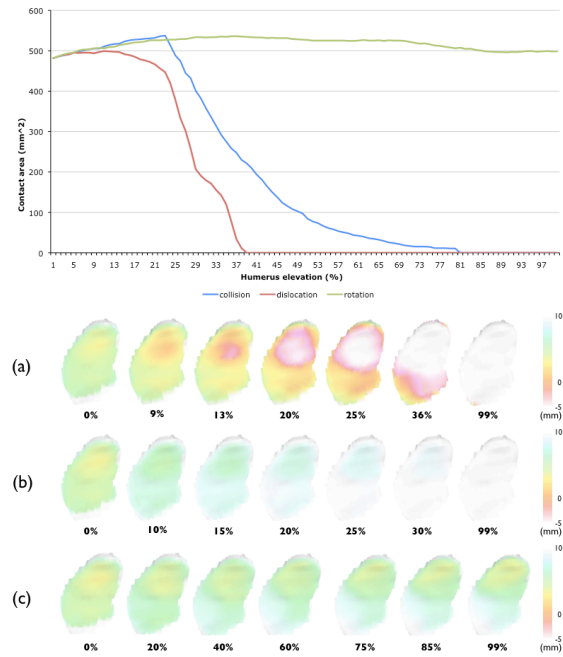 600
500
400
300
200
100
0
Contact area (mm^2)
1 5 9 13 17 21 25 29 33 37 41 45 49 53 57 61 65 69 73 77 81 85 89 93 97
Humerus elevation (%)
collision dislocation rotation
(a)
10
0
-5
(mm)
0% 9% 13% 20% 25% 36% 99%
(b)
10
0
-5
(mm)
0% 10% 15% 20% 25% 30% 99%
(c)
10
0
-5
(mm)
0% 20% 40% 60% 75% 85% 99%